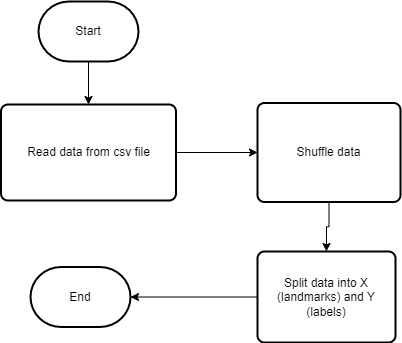 Start
Read data from csv file
Shuffle data
Split data into X
(landmarks) and Y
(labels)
End